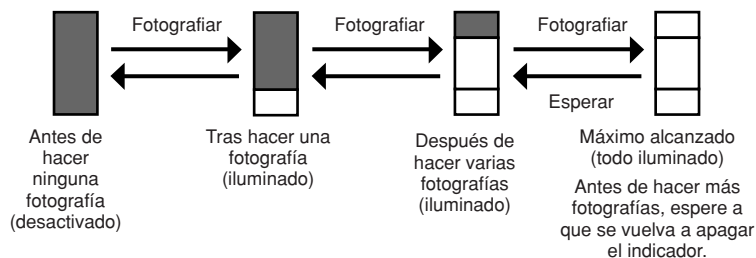 Fotografiar
Fotografiar
Fotografiar
Esperar
Antes de
hacer
ninguna
fotografía
(desactivado)
Tras hacer una
fotografía
(iluminado)
Después de
hacer varias
fotografías
(iluminado)
Máximo alcanzado
(todo iluminado)
Antes de hacer más
fotografías, espere a
que se vuelva a apagar
el indicador.